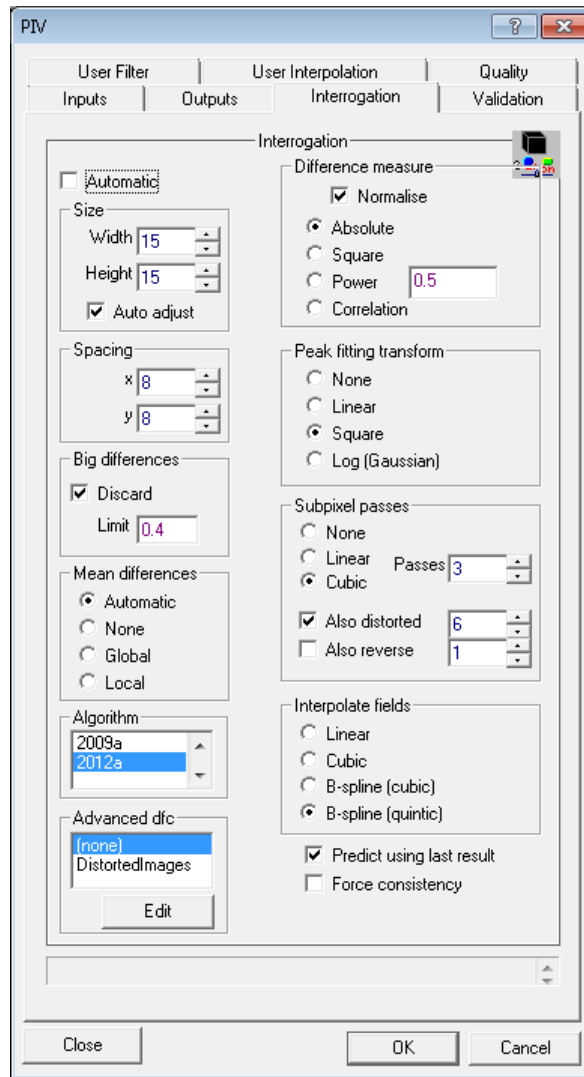 PIV
User Filter
User Interpolation
Quality
Inputs
Outputs
Interrogation
Validation
Interrogation
Automatic
Size
Width 15
Height 15
Auto adjust
Spacing
x 8
y 8
Big differences
Discard
Limit 0.4
Mean differences
Automatic
None
Global
Local
Algorithm
2009a
2012a
Advanced dfc
(none)
DistortedImages
Edit
Difference measure
Normalise
Absolute
Square
Power 0.5
Correlation
Peak fitting transform
None
Linear
Square
Log (Gaussian)
Subpixel passes
None
Linear
Cubic
Passes 3
Also distorted 6
Also reverse 1
Interpolate fields
Linear
Cubic
B-spline (cubic)
B-spline (quintic)
Predict using last result
Force consistency
Close
OK
Cancel